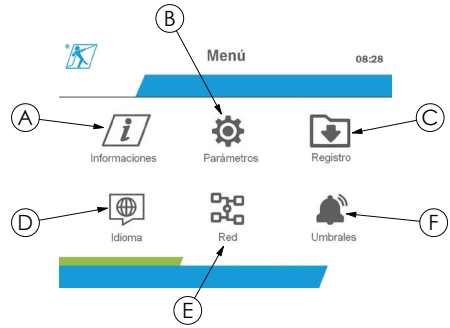 B
Menú
08:28
A
C
Informaciones
Parámetros
Registro
D
F
Idioma
Red
Umbrales
E